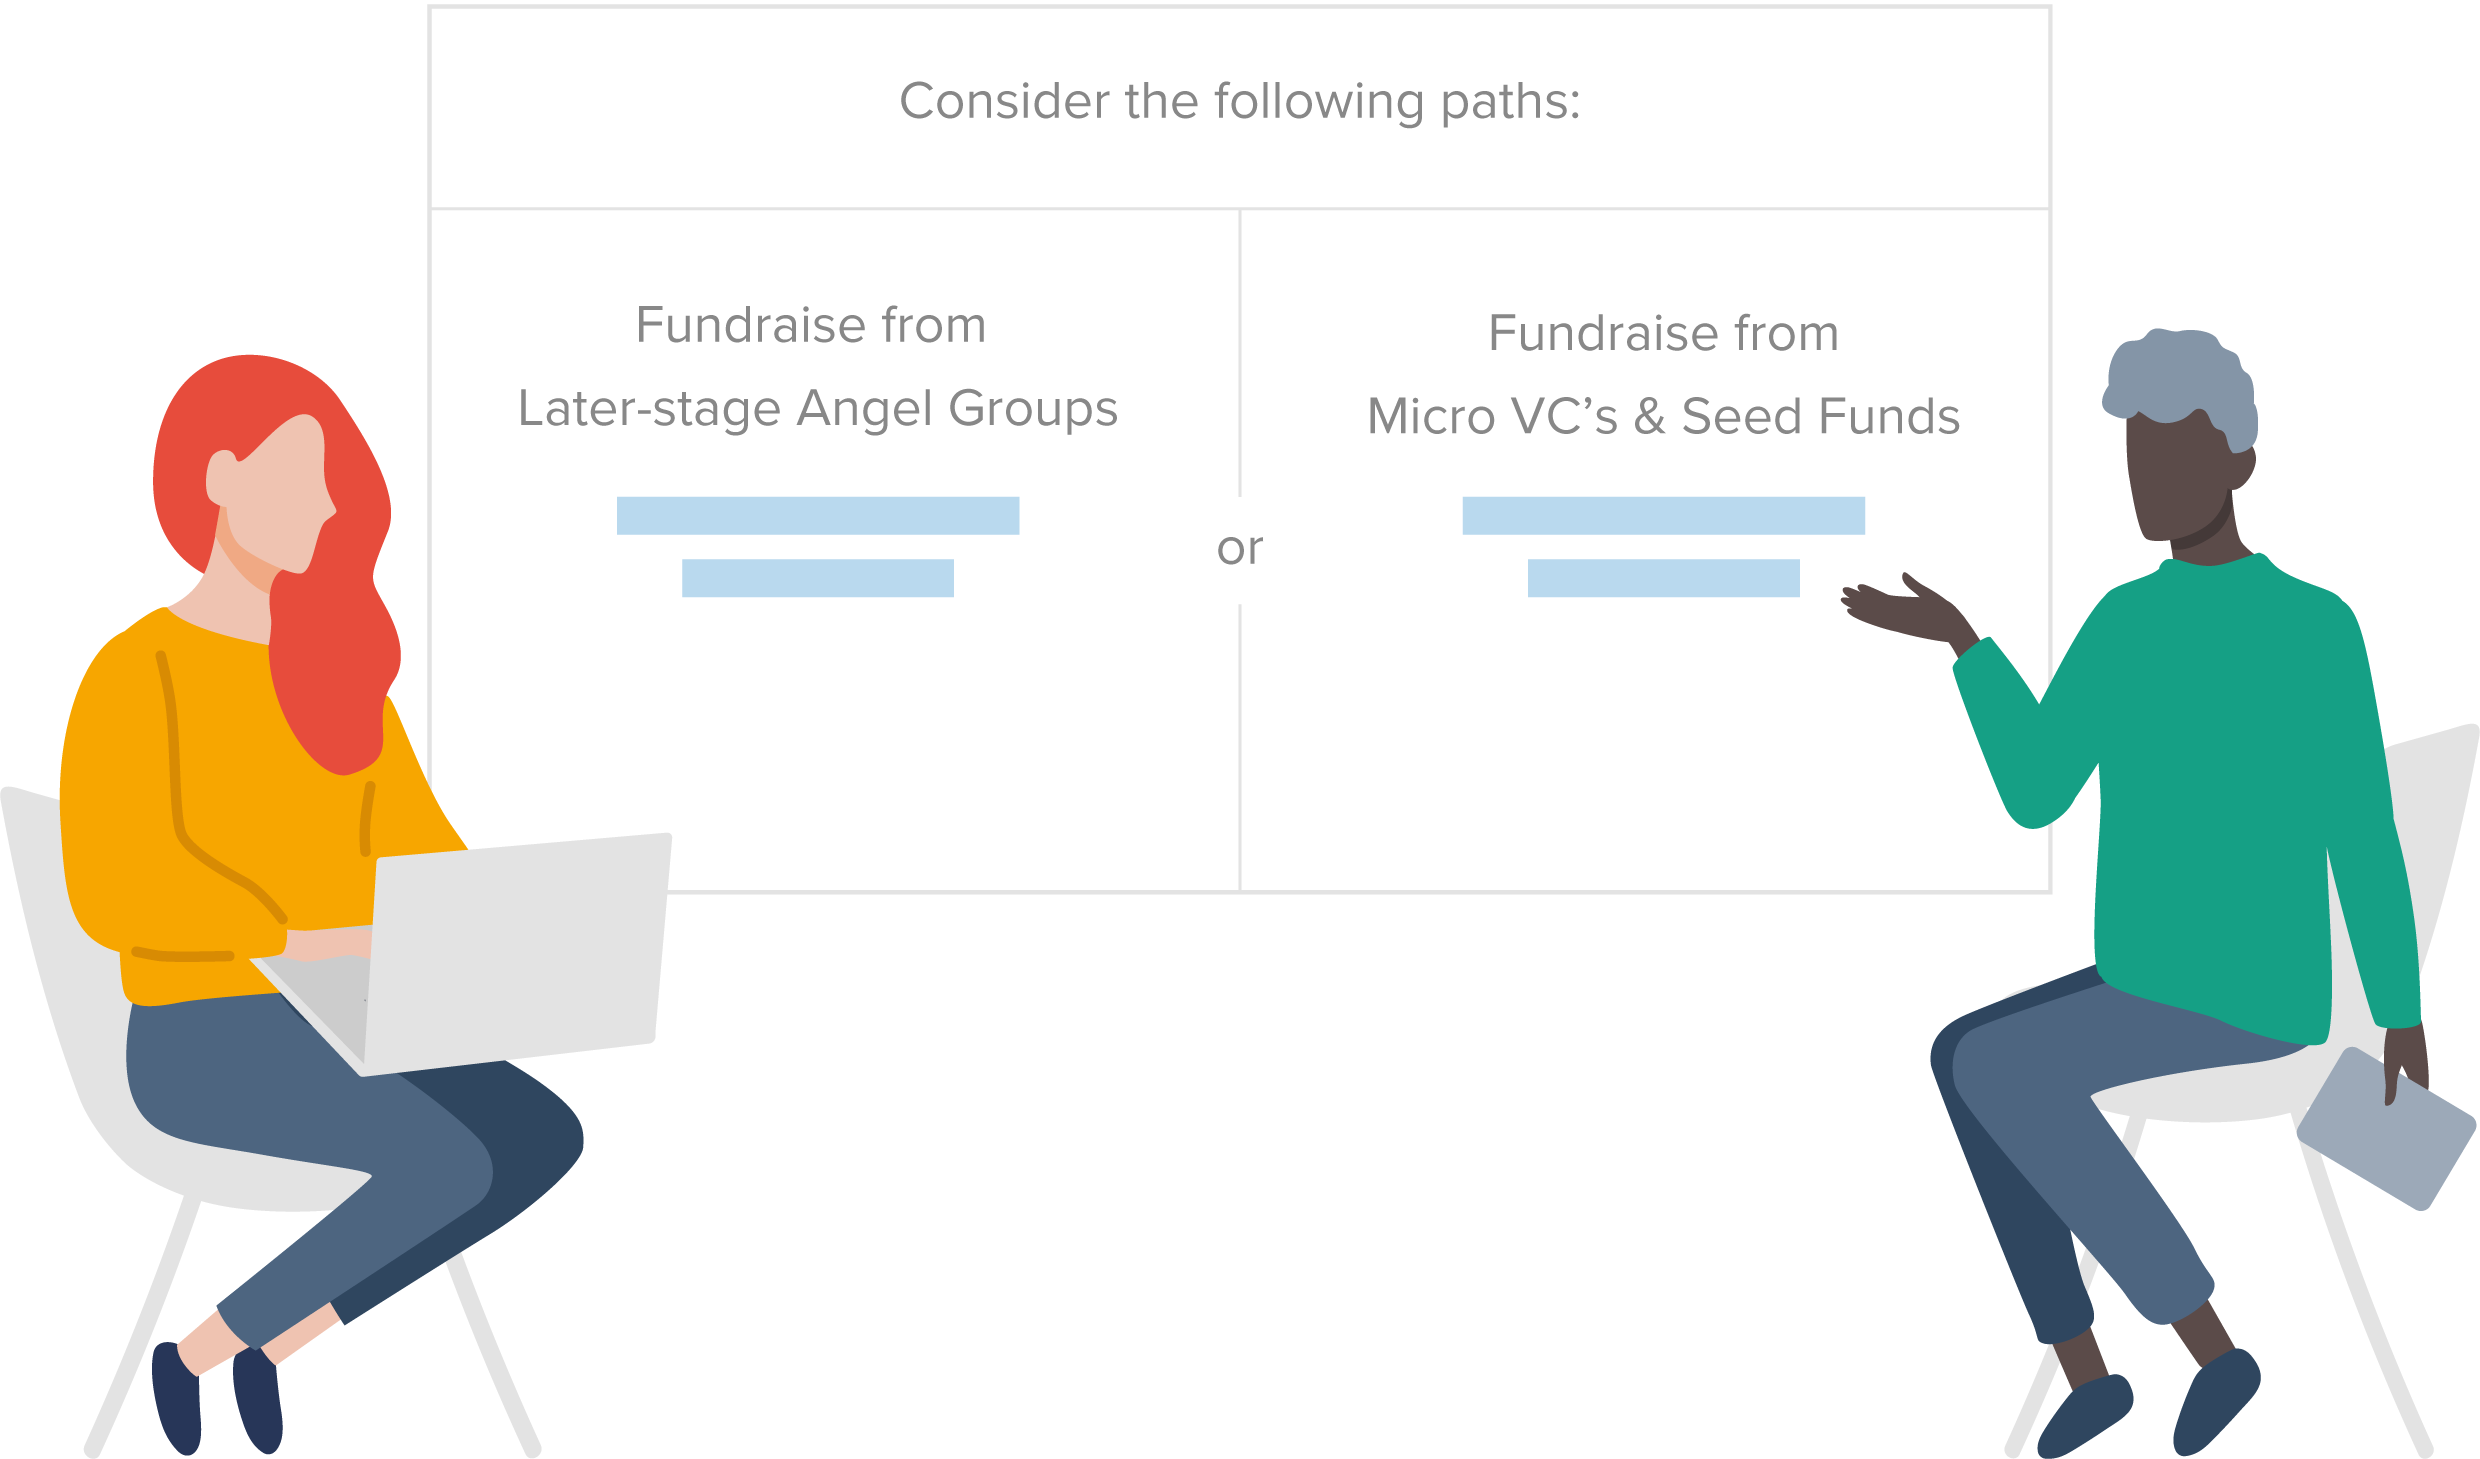 Consider the following paths:
Fundraise from
Later-stage Angel Groups
or
Fundraise from
Micro VC's & Seed Funds